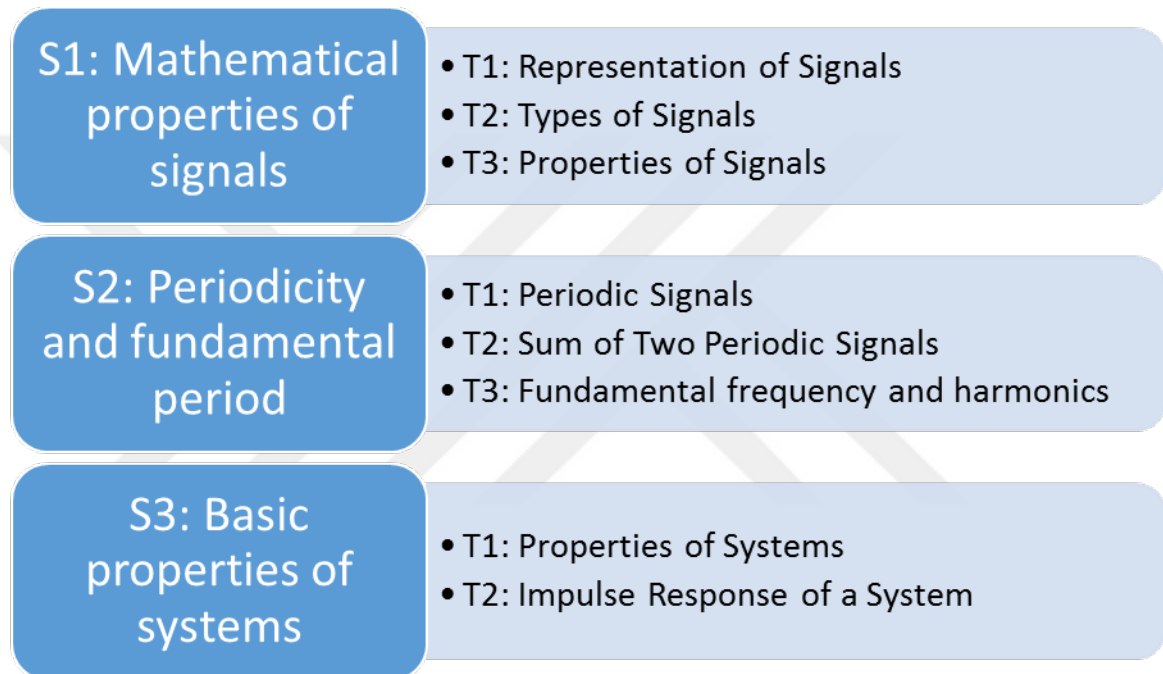 S1: Mathematical
properties of
signals
• T1: Representation of Signals
• T2: Types of Signals
• T3: Properties of Signals
S2: Periodicity
and fundamental
period
• T1: Periodic Signals
• T2: Sum of Two Periodic Signals
• T3: Fundamental frequency and harmonics
S3: Basic
properties of
systems
• T1: Properties of Systems
• T2: Impulse Response of a System